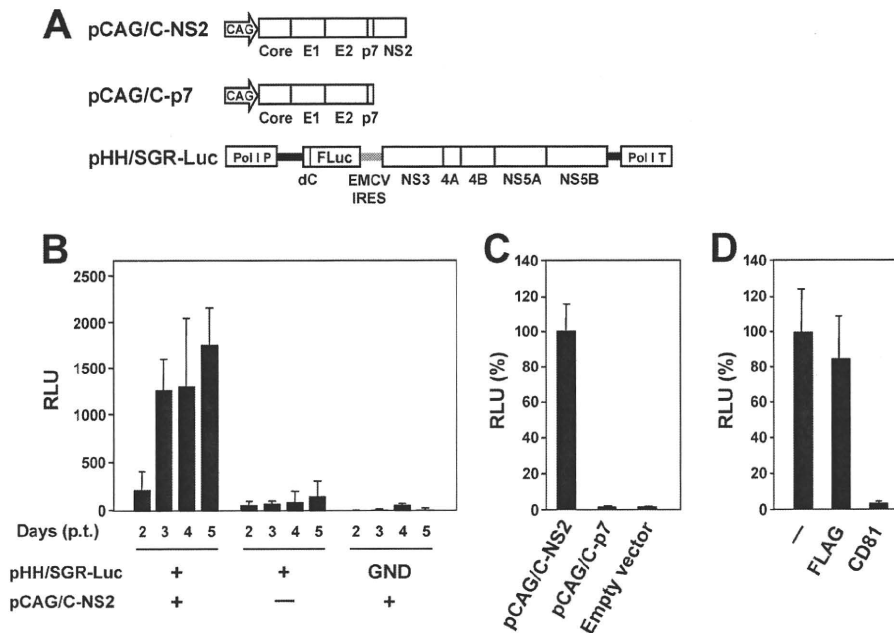 A
pCAG/C-NS2
CAG
Core E1 E2 p7 NS2
pCAG/C-p7
CAG
Core E1 E2 p7
pHH/SGR-Luc
Pol I P FLuc Pol I T
dC EMCV IRES NS3 4A 4B NS5A NS5B
B
RLU
2500
2000
1500
1000
500
0
Days (p.t.) 2 3 4 5 2 3 4 5 2 3 4 5
pHH/SGR-Luc + + GND
pCAG/C-NS2 + — +
C
RLU (%)
140
120
100
80
60
40
20
0
pCAG/C-NS2
pCAG/C-p7
Empty vector
D
RLU (%)
140
120
100
80
60
40
20
0
—
FLAG
CD81